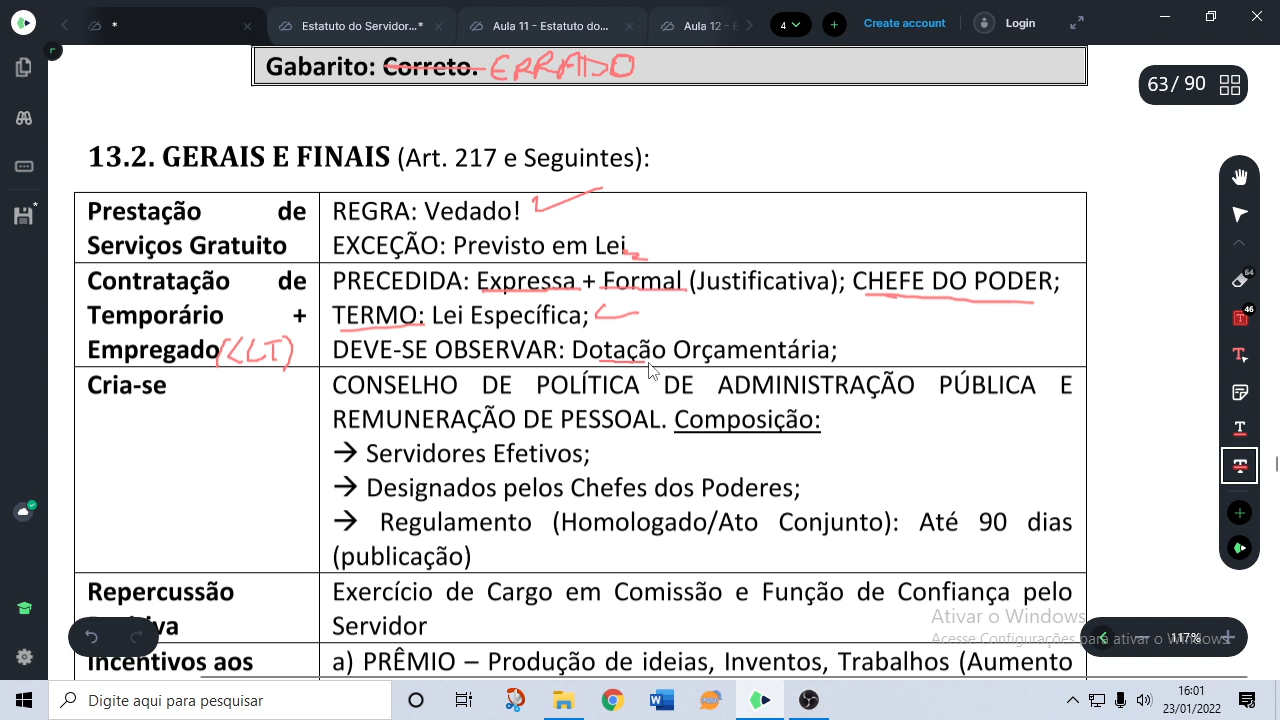 *
Estatuto do Servidor...*
Aula 11 - Estatuto do...
Aula 12 -
4
Create account
Login
Gabarito: Correto. ERRADO
63 / 90
13.2. GERAIS E FINAIS (Art. 217 e Seguintes):
Prestação de Serviços Gratuito
REGRA: Vedado!
EXCEÇÃO: Previsto em Lei
Contratação de Temporário + Empregado (CLT)
PRECEDIDA: Expressa + Formal (Justificativa); CHEFE DO PODER;
TERMO: Lei Específica;
DEVE-SE OBSERVAR: Dotação Orçamentária;
Cria-se
CONSELHO DE POLÍTICA DE ADMINISTRAÇÃO PÚBLICA E
REMUNERAÇÃO DE PESSOAL. Composição:
→ Servidores Efetivos;
→ Designados pelos Chefes dos Poderes;
→ Regulamento (Homologado/Ato Conjunto): Até 90 dias
(publicação)
Repercussão
Exercício de Cargo em Comissão e Função de Confiança pelo
Servidor
Incentivos aos
a) PRÊMIO – Produção de ideias, Inventos, Trabalhos (Aumento
64
46
Ativar o Windows
Acesse Configurações para ativar o Windows.
117%
Digite aqui para pesquisar
16:01
23/01/2022